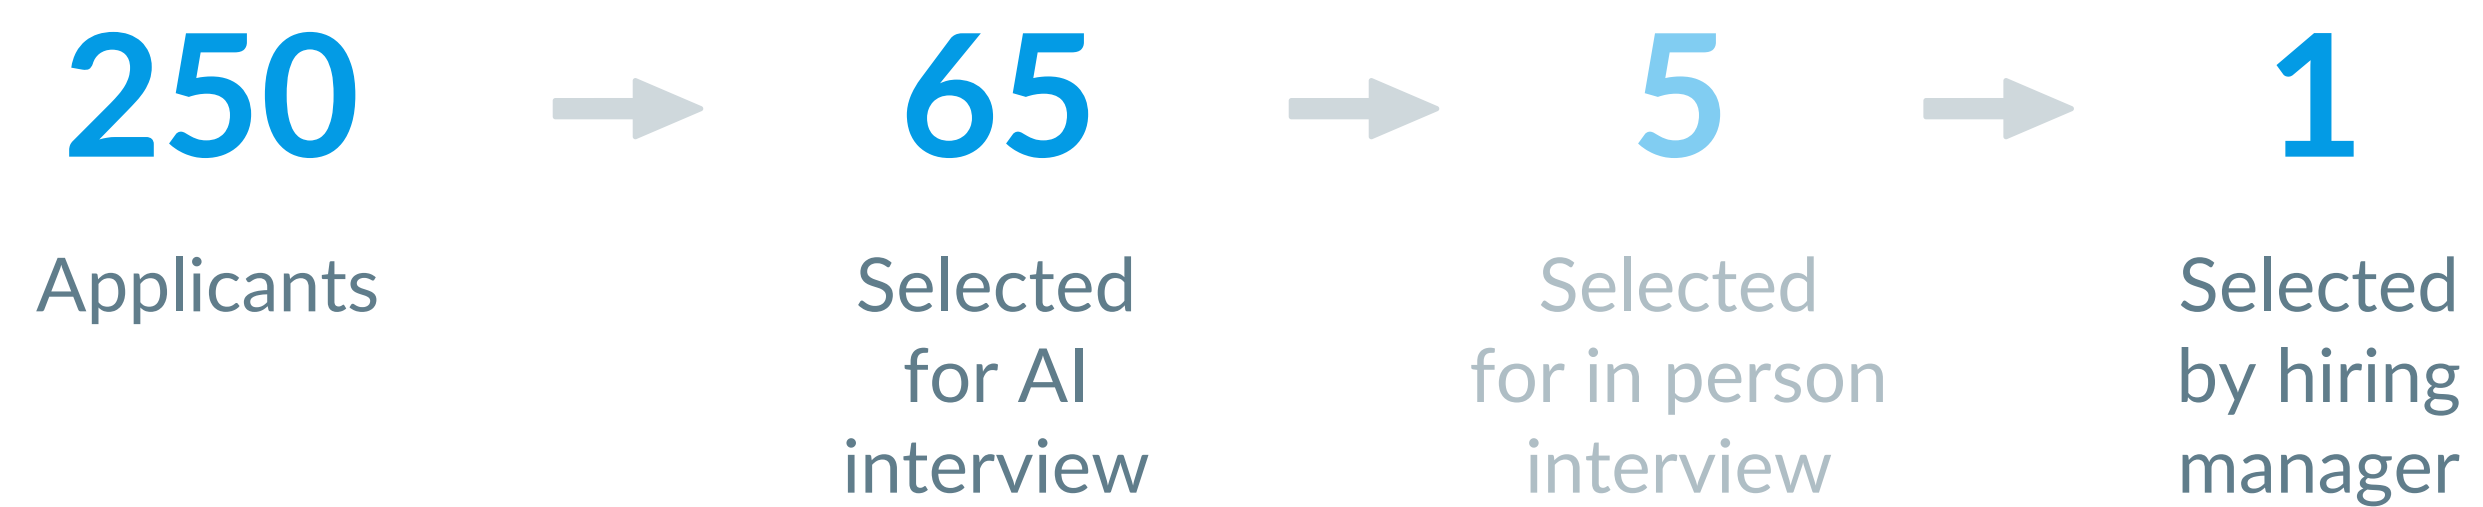 250
Applicants
65
Selected
for AI
interview
5
Selected
for in person
interview
1
Selected
by hiring
manager